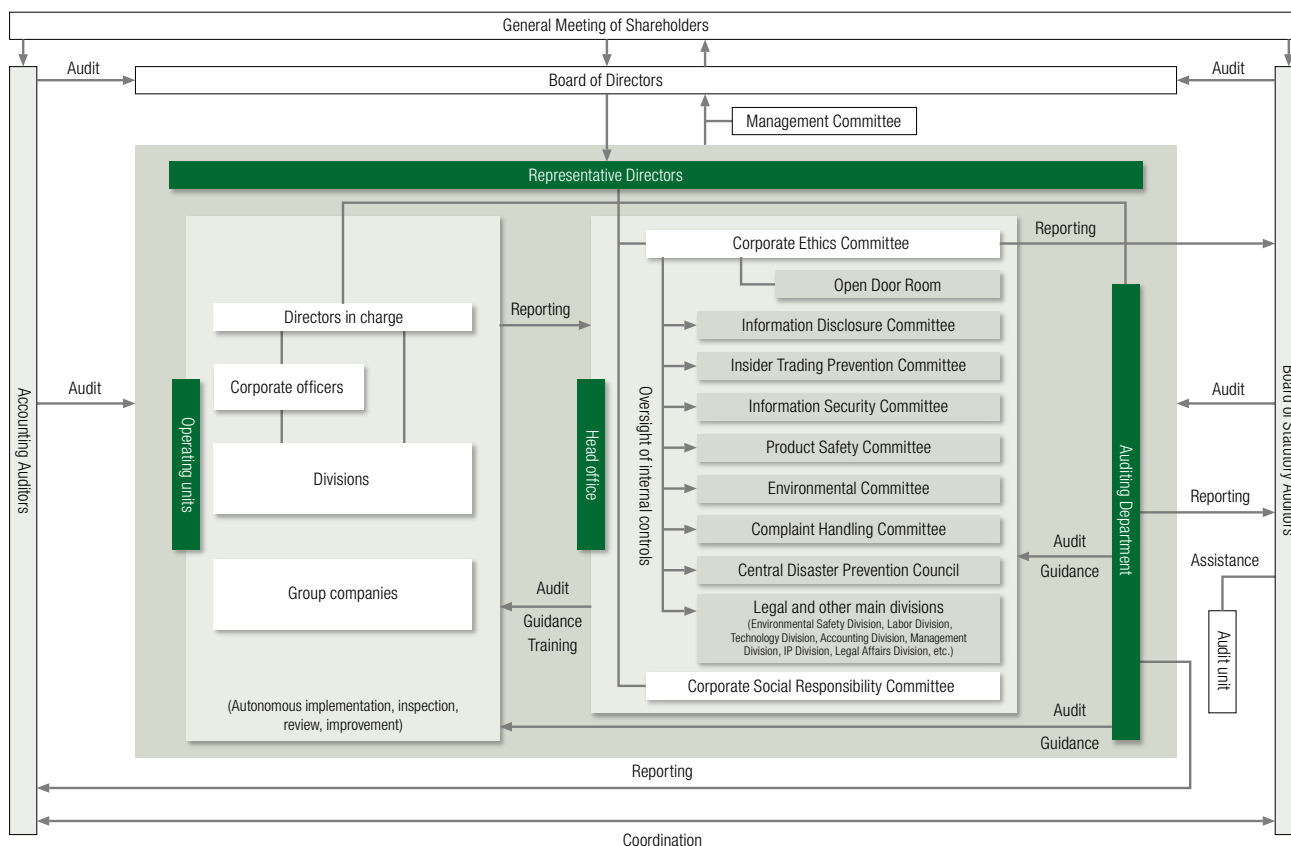 General Meeting of Shareholders
Audit
Board of Directors
Audit
Management Committee
Representative Directors
Corporate Ethics Committee
Reporting
Open Door Room
Directors in charge
Reporting
Information Disclosure Committee
Insider Trading Prevention Committee
Audit
Corporate officers
Information Security Committee
Audit
Accounting Auditors
Operating units
Head office
Oversight of internal controls
Auditing Department
Board of Statutory Auditors
Product Safety Committee
Divisions
Environmental Committee
Reporting
Complaint Handling Committee
Audit
Guidance
Central Disaster Prevention Council
Assistance
Group companies
Audit
Guidance
Training
Legal and other main divisions
(Environmental Safety Division, Labor Division,
Technology Division, Accounting Division, Management
Division, IP Division, Legal Affairs Division, etc.)
Audit unit
Corporate Social Responsibility Committee
(Autonomous implementation, inspection,
review, improvement)
Audit
Guidance
Reporting
Coordination